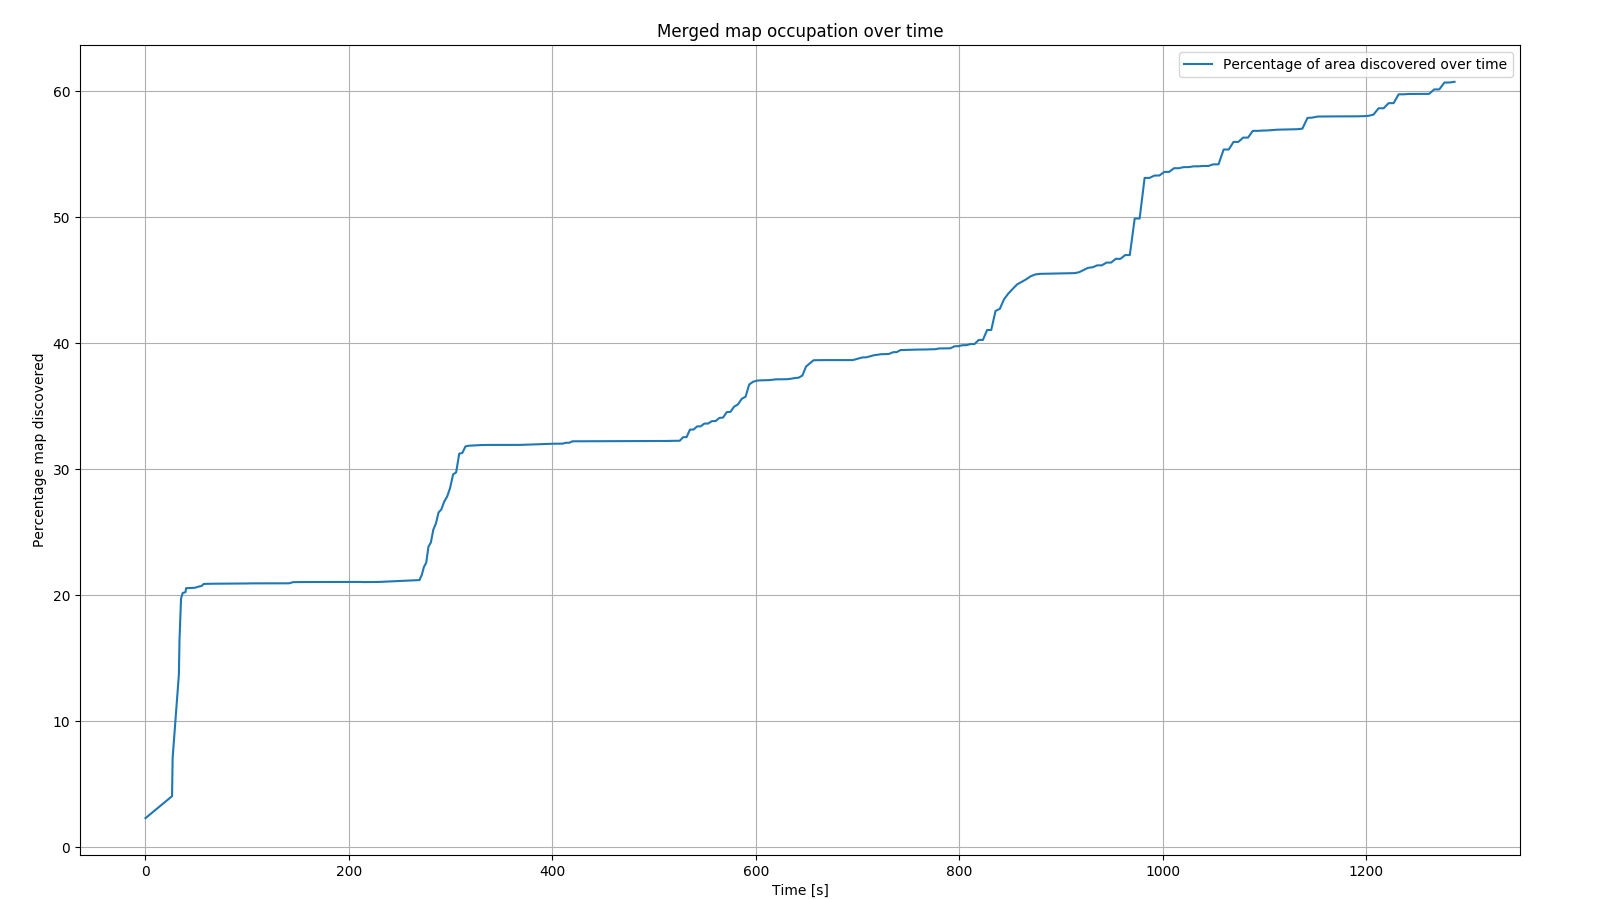 Merged map occupation over time
Percentage of area discovered over time
Percentage map discovered
60
50
40
30
20
10
0
0 200 400 600 800 1000 1200
Time [s]